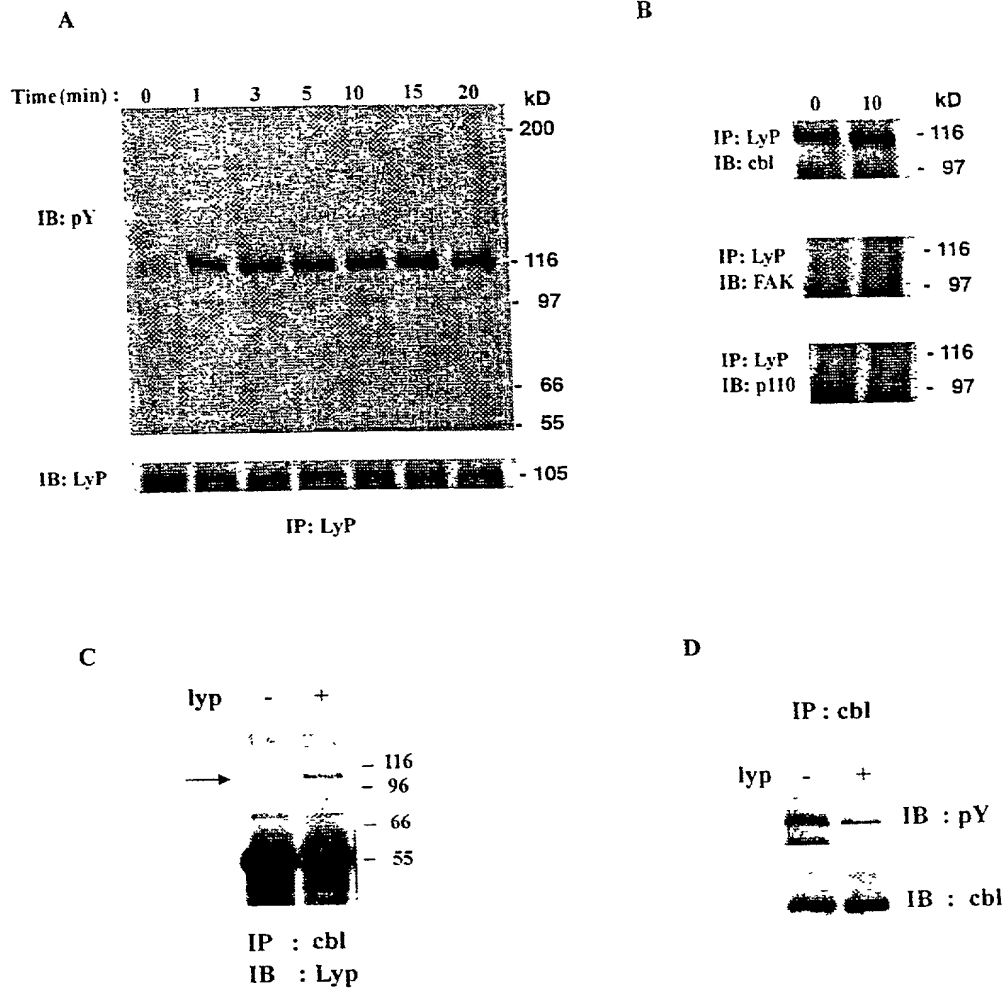 A
Time (min) : 0 1 3 5 10 15 20 kD
- 200
IB: pY
- 116
- 97
- 66
- 55
IB: LyP
- 105
IP: LyP
B
0 10 kD
IP: LyP
IB: cbl
- 116
- 97
IP: LyP
IB: FAK
- 116
- 97
IP: LyP
IB: p110
- 116
- 97
C
lyp - +
- 116
- 96
- 66
- 55
IP : cbl
IB : Lyp
D
IP : cbl
lyp - +
IB : pY
IB : cbl